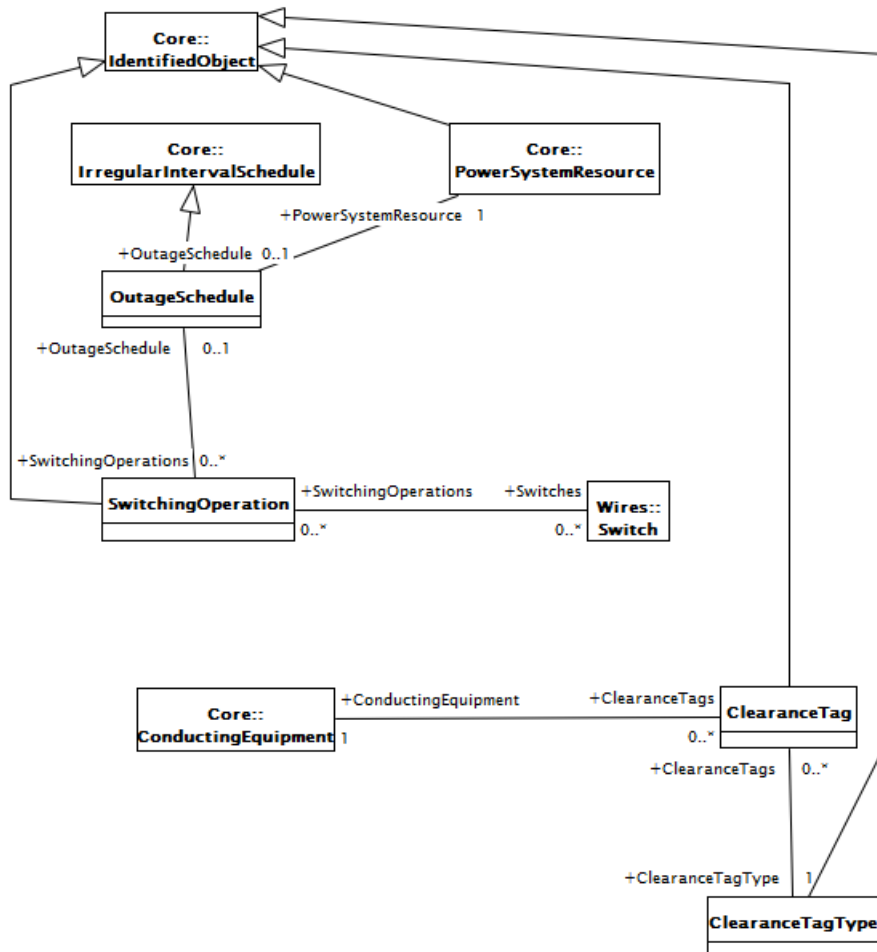 Core::
IdentifiedObject
Core::
IrregularIntervalSchedule
Core::
PowerSystemResource
+PowerSystemResource 1
+OutageSchedule 0..1
OutageSchedule
+OutageSchedule 0..1
+SwitchingOperations 0..*
SwitchingOperation
+SwitchingOperations +Switches
0..* 0..*
Wires::
Switch
Core::
ConductingEquipment
+ConductingEquipment +ClearanceTags
1 0..*
ClearanceTag
+ClearanceTags 0..*
+ClearanceTagType 1
ClearanceTagType